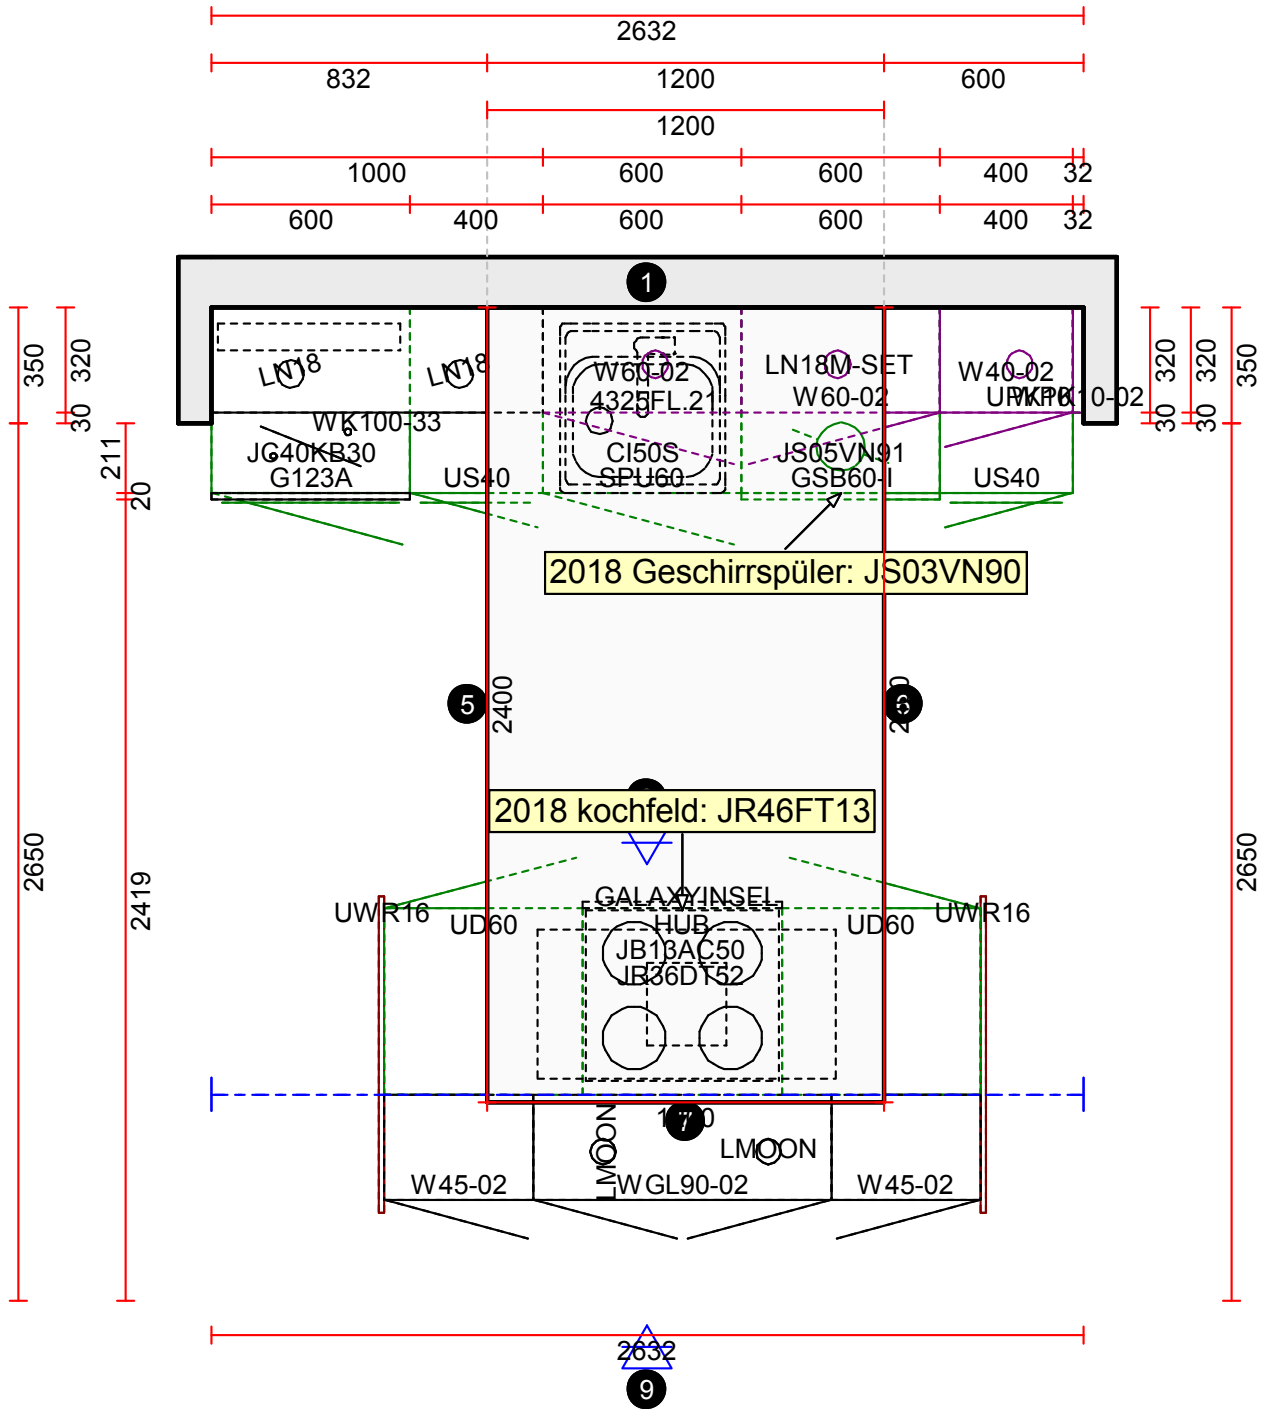 2632
832 1200 600
1200
1000 600 600 400 32
600 400 600 600 400 32
1
350 320 30
320 30 320 30 350
LN18 LN18 W60-02 LN18M-SET W40-02
4325FL.21 W60-02
WK100-33
JG40KB30 CI50S JS05VN91
G123A US40 SPU60 GSB60-I US40
211
20
2018 Geschirrspüler: JS03VN90
5 2400 6
2018 kochfeld: JR46FT13
2650 2419 2650
GALAXYINSEL
UWR16 UD60 HUB UD60 UWR16
JB13AC50
JR36DT52
7
LMOON LMOON
W45-02 WGL90-02 W45-02
2632
9